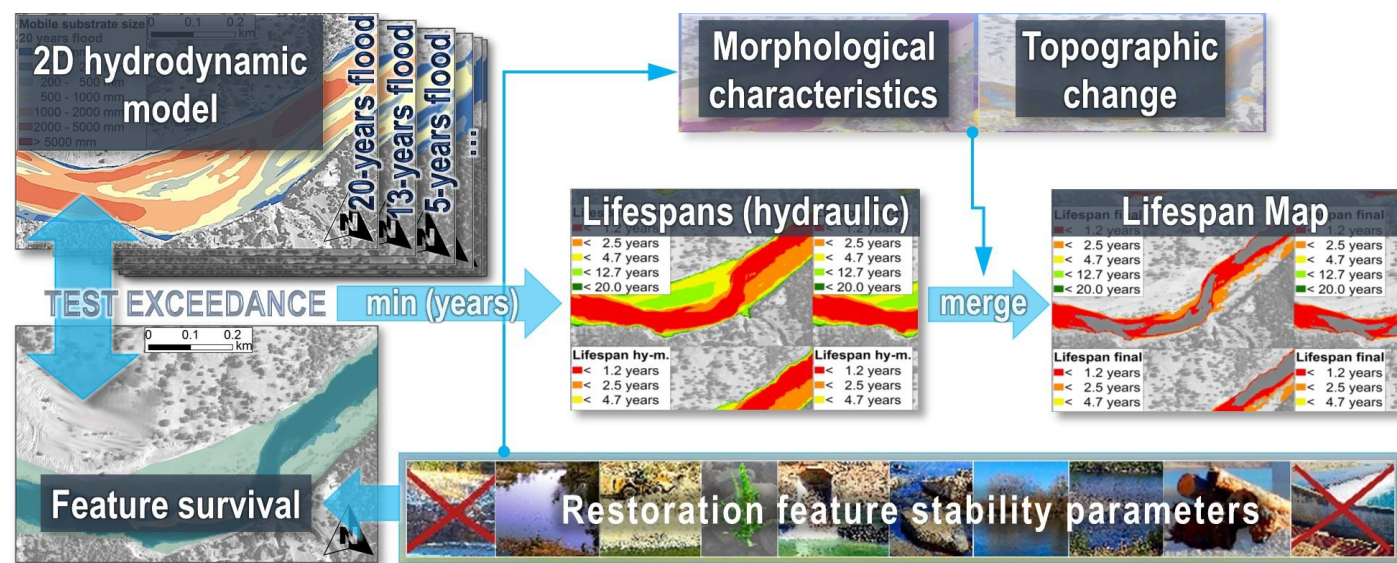 Mobile substrate size
20 years flood
2D hydrodynamic
model
mm
200 - 500 mm
500 - 1000 mm
1000 - 2000 mm
2000 - 5000 mm
> 5000 mm
0 0.1 0.2
km
20-years flood
13-years flood
5-years flood
...
N
N
N
Morphological
characteristics
Topographic
change
TEST EXCEEDANCE
min (years)
Lifespans (hydraulic)
< 1.2 years
< 2.5 years
< 4.7 years
< 12.7 years
< 20.0 years
< 1.2 years
< 2.5 years
< 4.7 years
< 12.7 years
< 20.0 years
Lifespan hy-m.
< 1.2 years
< 2.5 years
< 4.7 years
Lifespan hy-m.
< 1.2 years
< 2.5 years
< 4.7 years
merge
Lifespan Map
Lifespan final
< 1.2 years
< 2.5 years
< 4.7 years
< 12.7 years
< 20.0 years
Lifespan final
< 1.2 years
< 2.5 years
< 4.7 years
< 12.7 years
< 20.0 years
Lifespan final
< 1.2 years
< 2.5 years
< 4.7 years
Lifespan final
< 1.2 years
< 2.5 years
< 4.7 years
0 0.1 0.2
km
Feature survival
N
Restoration feature stability parameters